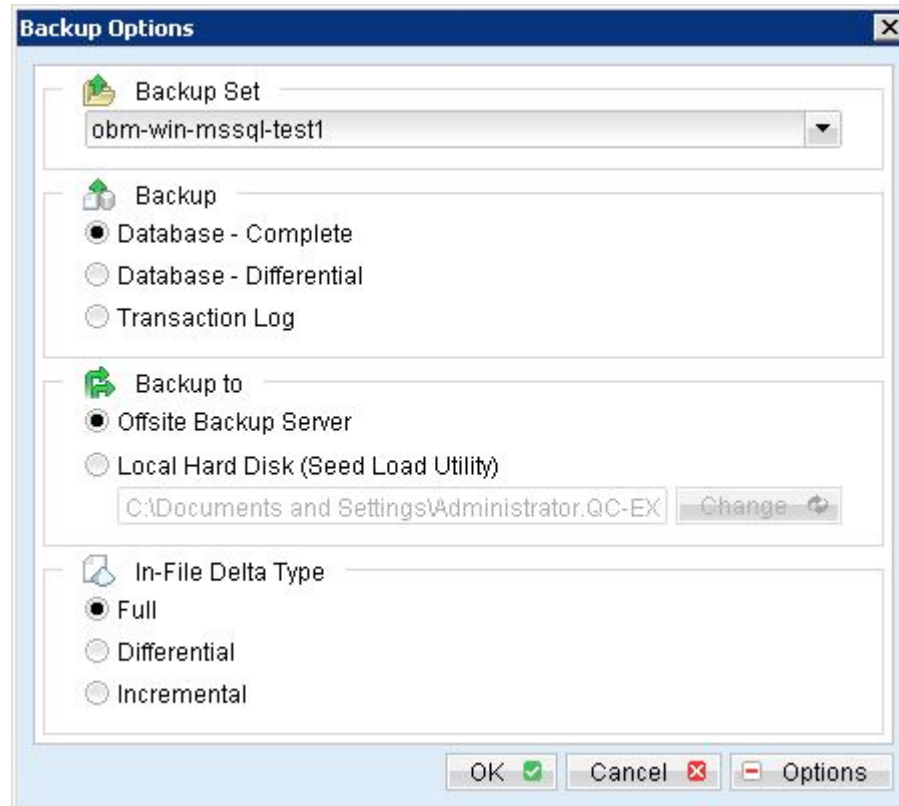 Backup Options
Backup Set
obm-win-mssql-test1
Backup
Database - Complete
Database - Differential
Transaction Log
Backup to
Offsite Backup Server
Local Hard Disk (Seed Load Utility)
C:\Documents and Settings\Administrator.QC-EX
Change
In-File Delta Type
Full
Differential
Incremental
OK Cancel Options